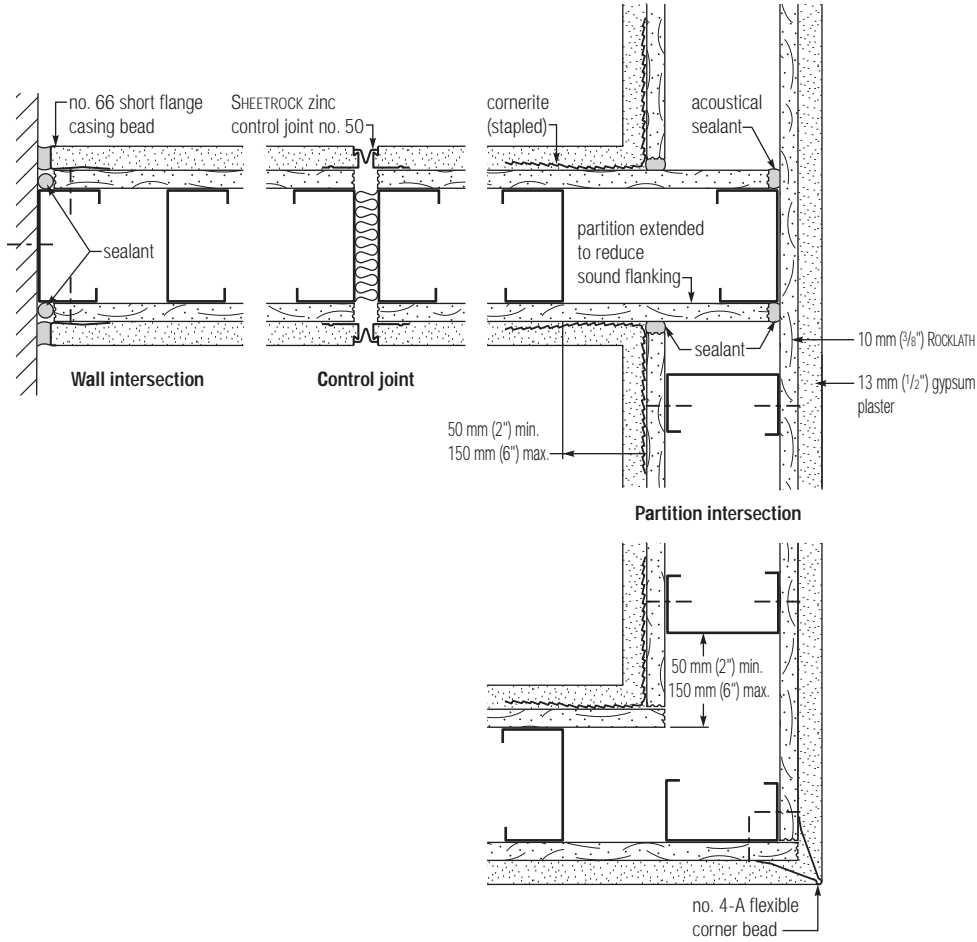 no. 66 short flange
casing bead
SHEETROCK zinc
control joint no. 50
cornerite
(stapled)
acoustical
sealant
sealant
partition extended
to reduce
sound flanking
sealant
10 mm (3/8") ROCKLATH
13 mm (1/2") gypsum
plaster
Wall intersection
Control joint
50 mm (2") min.
150 mm (6") max.
Partition intersection
50 mm (2") min.
150 mm (6") max.
no. 4-A flexible
corner bead